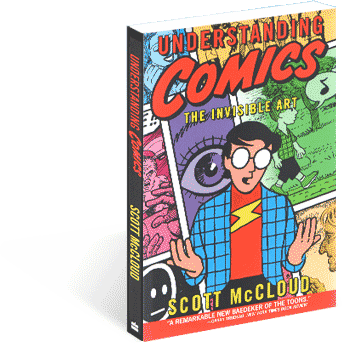 UNDERSTANDING
COMICS
THE INVISIBLE ART
SCOTT McCLOUD
"A REMARKABLE NEW BAEDEKER OF THE TOONS."
UNDERSTANDING
COMICS
SCOTT McCLOUD